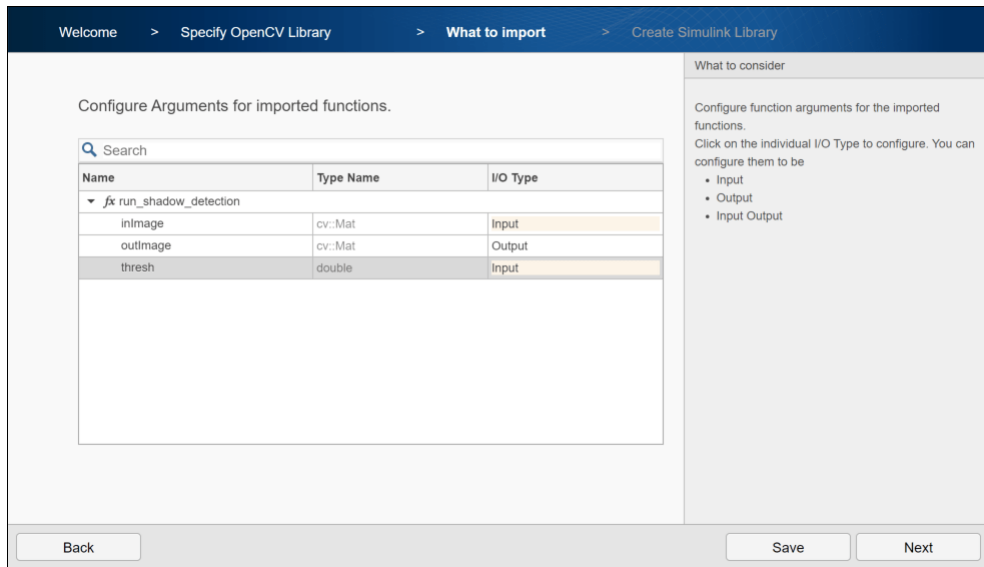 Welcome > Specify OpenCV Library > What to import > Create Simulink Library
What to consider
Configure Arguments for imported functions.
Search
Name Type Name I/O Type
fx run_shadow_detection
inImage cv::Mat Input
outImage cv::Mat Output
thresh double Input
Configure function arguments for the imported
functions.
Click on the individual I/O Type to configure. You can
configure them to be
• Input
• Output
• Input Output
Back Save Next